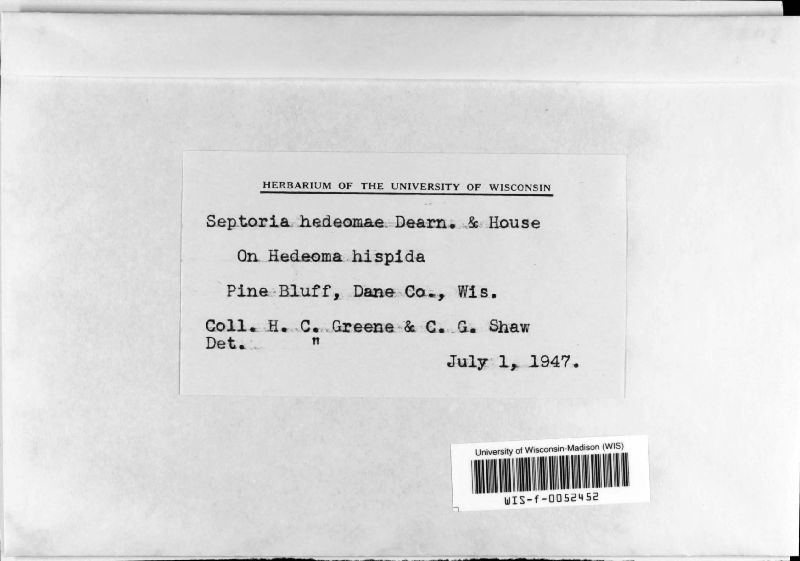 HERBARIUM OF THE UNIVERSITY OF WISCONSIN
Septoria hedeomae Dearn. & House
On Hedeoma hispida
Pine Bluff, Dane Co., Wis.
Coll. H. C. Greene & C. G. Shaw
Det. "
July 1, 1947.
University of Wisconsin-Madison (WIS)
WIS-f-0052452